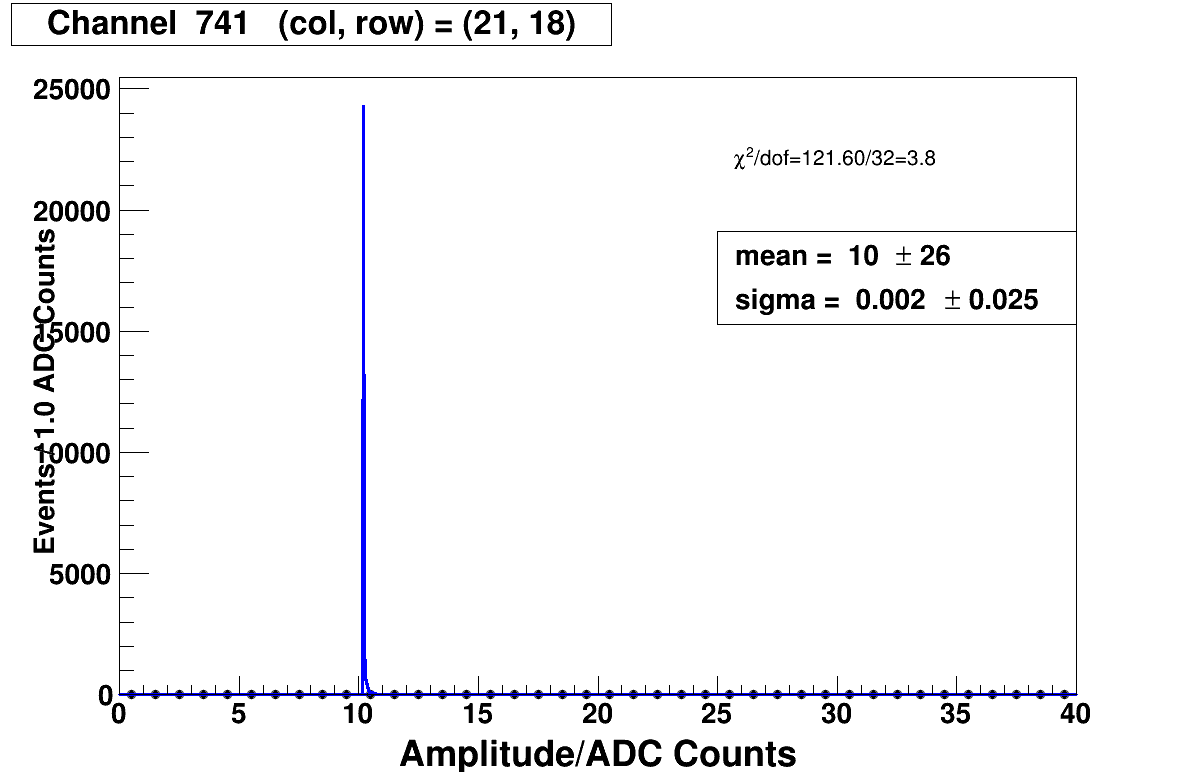 Channel 741 (col, row) = (21, 18)
25000
20000
15000
10000
5000
0
Events/1.0 ADC Counts
χ²/dof=121.60/32=3.8
mean = 10 ± 26
sigma = 0.002 ± 0.025
0 5 10 15 20 25 30 35 40
Amplitude/ADC Counts